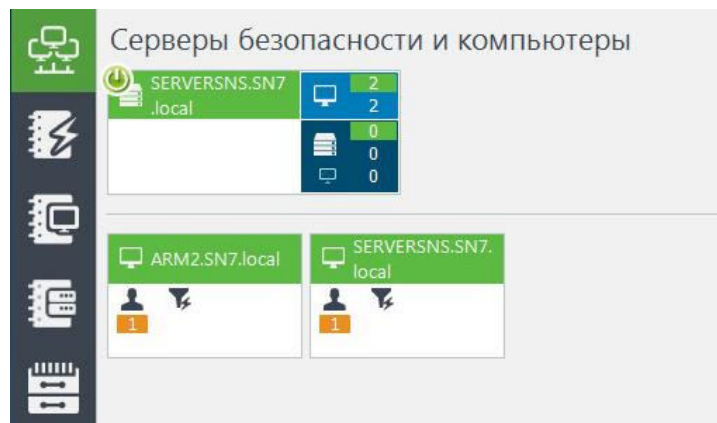 Серверы безопасности и компьютеры
SERVERSNS.SN7
.local
2
2
0
0
0
ARM2.SN7.local
1
SERVERSNS.SN7.
local
1